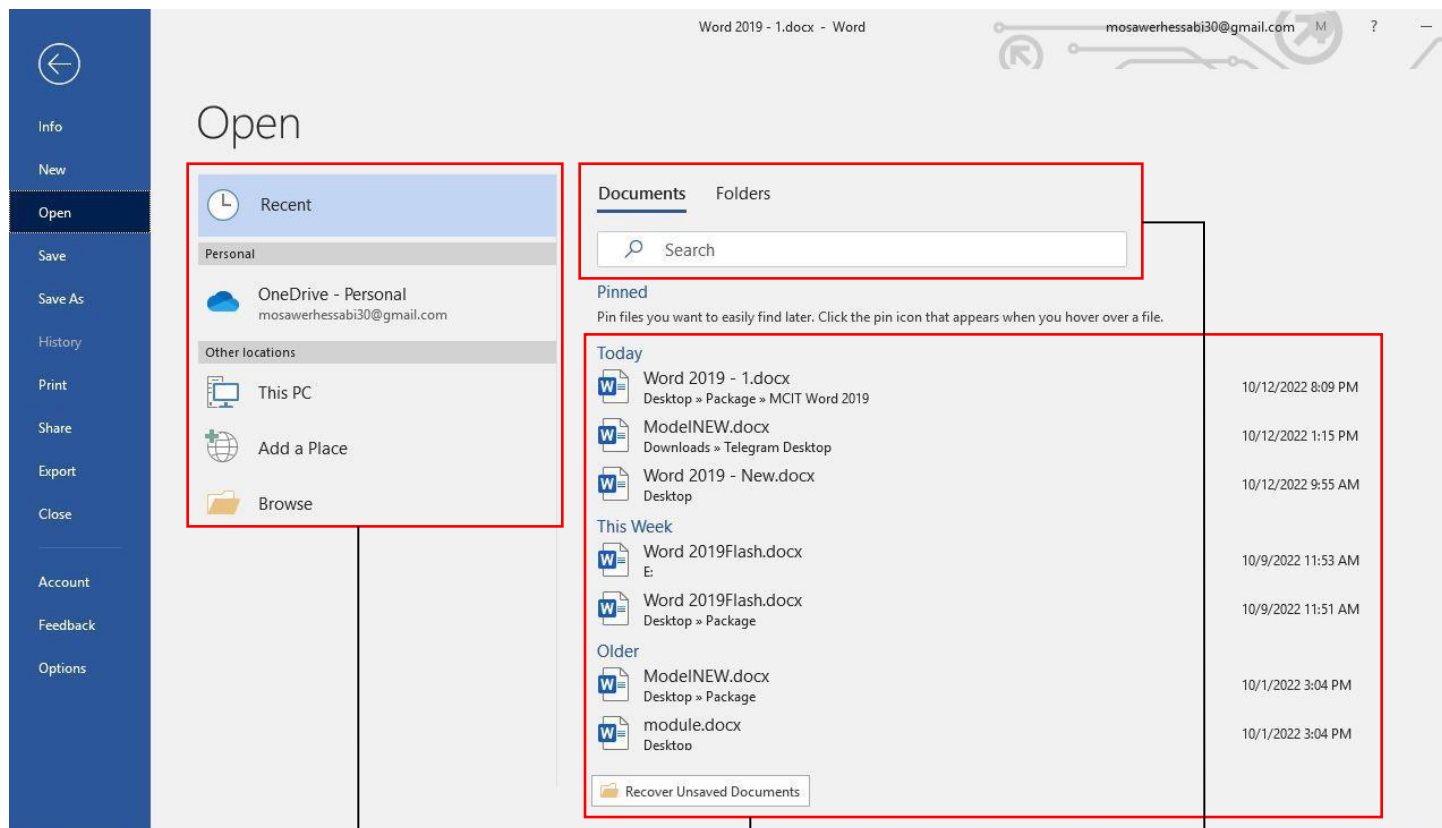 Word 2019 - 1.docx - Word
mosawerhessabi30@gmail.com M ?
Info
New
Open
Save
Save As
History
Print
Share
Export
Close
Account
Feedback
Options
Open
Recent
Personal
OneDrive - Personal
mosawerhessabi30@gmail.com
Other locations
This PC
Add a Place
Browse
Documents Folders
Search
Pinned
Pin files you want to easily find later. Click the pin icon that appears when you hover over a file.
Today
Word 2019 - 1.docx 10/12/2022 8:09 PM
Desktop » Package » MCIT Word 2019
ModelNEW.docx 10/12/2022 1:15 PM
Downloads » Telegram Desktop
Word 2019 - New.docx 10/12/2022 9:55 AM
Desktop
This Week
Word 2019Flash.docx 10/9/2022 11:53 AM
E:
Word 2019Flash.docx 10/9/2022 11:51 AM
Desktop » Package
Older
ModelNEW.docx 10/1/2022 3:04 PM
Desktop » Package
module.docx 10/1/2022 3:04 PM
Desktop
Recover Unsaved Documents